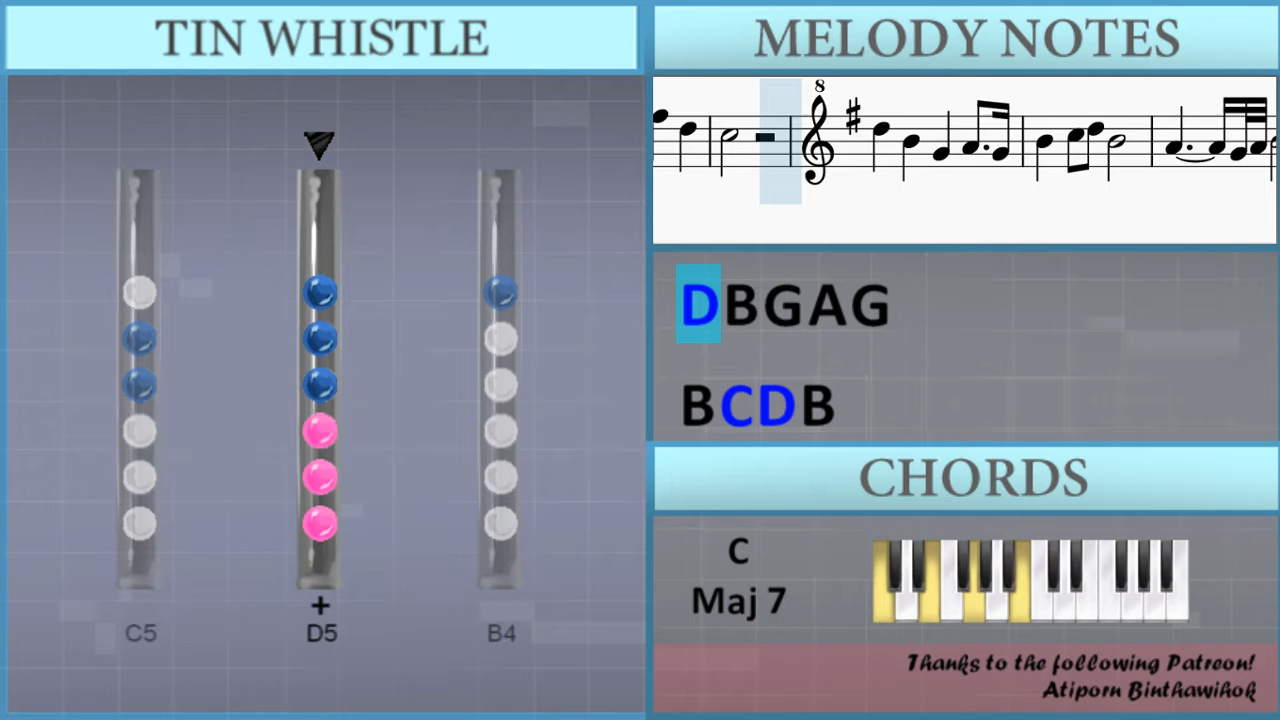 TIN WHISTLE
+
C5 D5 B4
MELODY NOTES
8
DBGAG
BCDB
CHORDS
C
Maj 7
Thanks to the following Patreon!
Atiporn Binthawihok